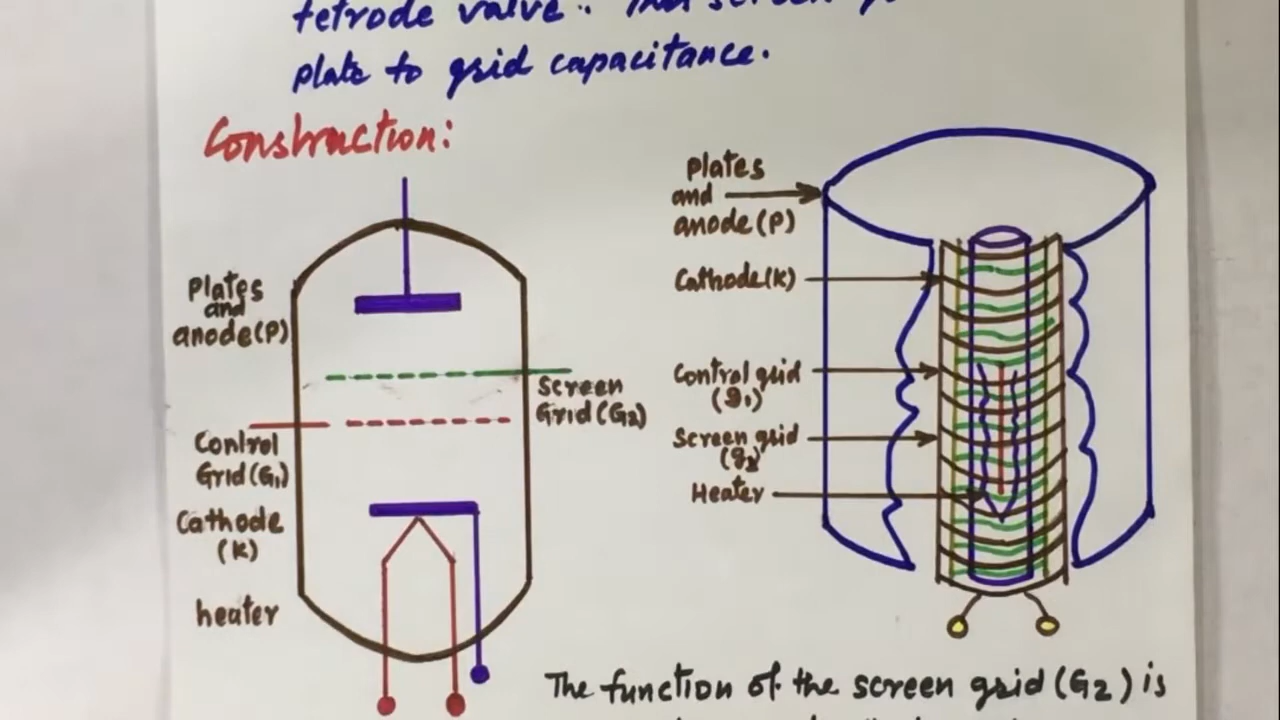 tetrode valve.
plate to grid capacitance.
Construction:
Plates
and
anode(P)
Screen
Grid(G2)
Control
Grid(G1)
Cathode
(K)
heater
plates
and
anode(P)
Cathode(K)
Control grid
(g1)
Screen grid
(g2)
Heater
The function of the screen grid (G2) is